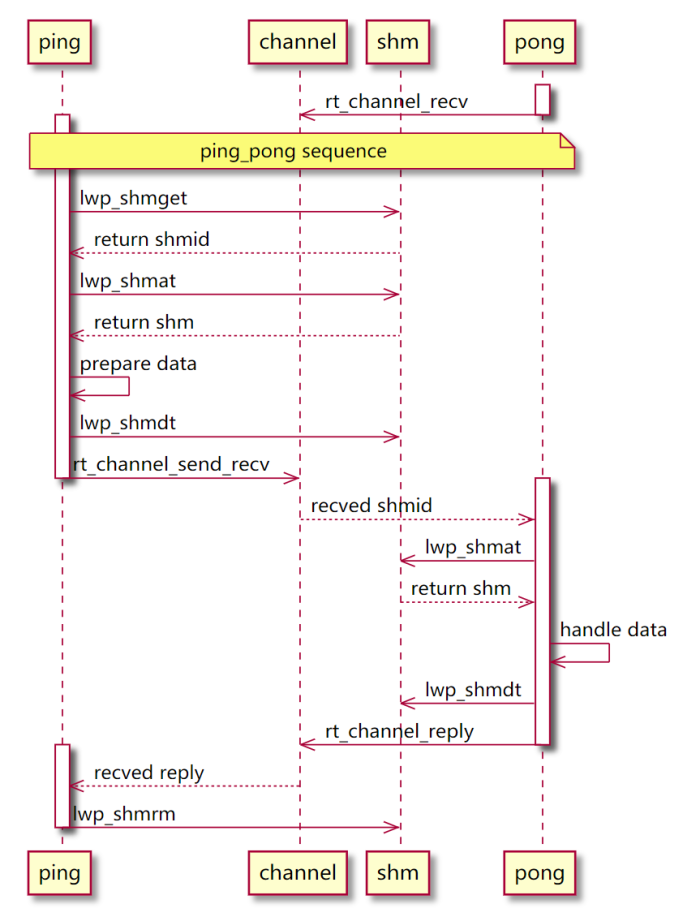 ping
channel
shm
pong
rt_channel_recv
ping_pong sequence
lwp_shmget
return shmid
lwp_shmat
return shm
prepare data
lwp_shmdt
rt_channel_send_recv
recved shmid
lwp_shmat
return shm
handle data
lwp_shmdt
rt_channel_reply
recved reply
lwp_shmrm
ping
channel
shm
pong